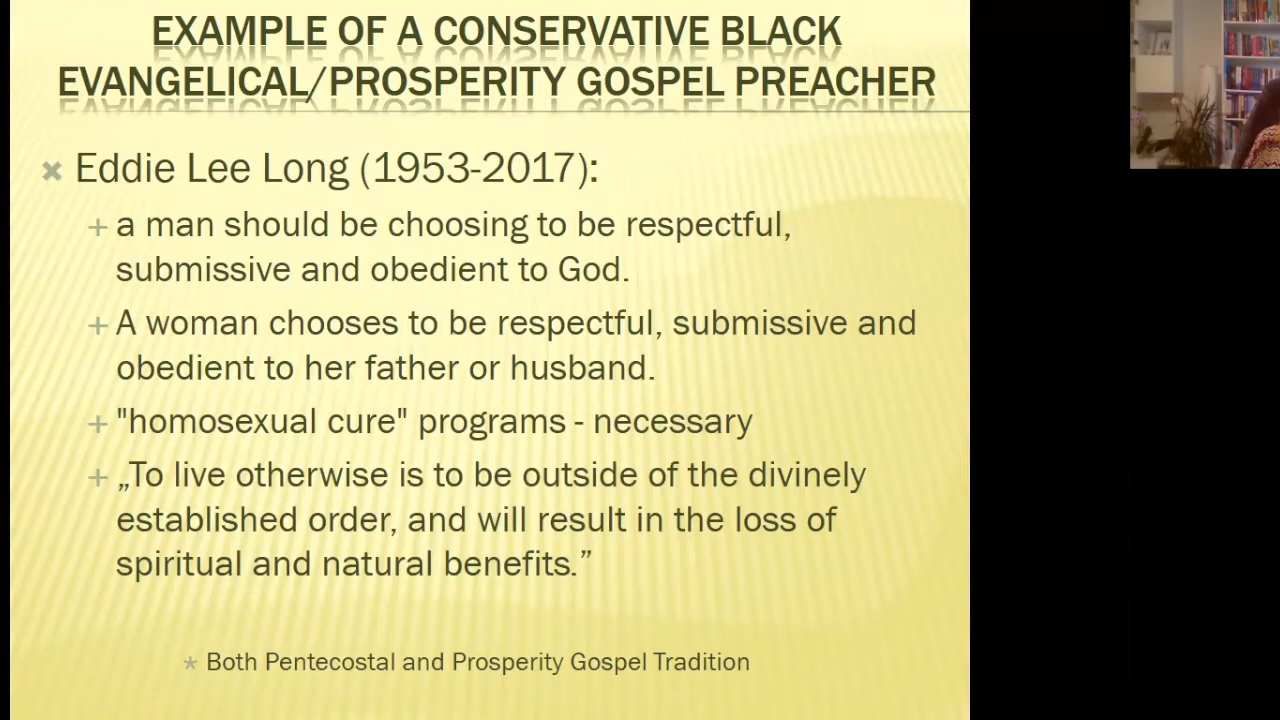 EXAMPLE OF A CONSERVATIVE BLACK
EVANGELICAL/PROSPERITY GOSPEL PREACHER
Eddie Lee Long (1953-2017):
a man should be choosing to be respectful,
submissive and obedient to God.
A woman chooses to be respectful, submissive and
obedient to her father or husband.
"homosexual cure" programs - necessary
„To live otherwise is to be outside of the divinely
established order, and will result in the loss of
spiritual and natural benefits.”
Both Pentecostal and Prosperity Gospel Tradition